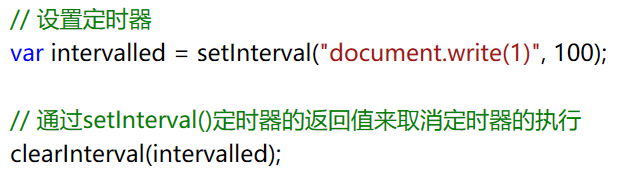 // 设置定时器
var intervalled = setInterval("document.write(1)", 100);
// 通过setInterval()定时器的返回值来取消定时器的执行
clearInterval(intervalled);